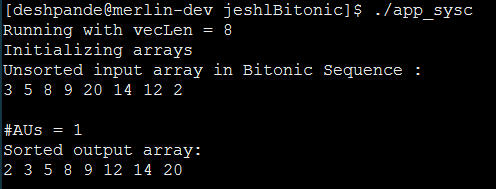 [deshpande@merlin-dev jeshlBitonic]$ ./app_sysc
Running with vecLen = 8
Initializing arrays
Unsorted input array in Bitonic Sequence :
3 5 8 9 20 14 12 2
#AUs = 1
Sorted output array:
2 3 5 8 9 12 14 20